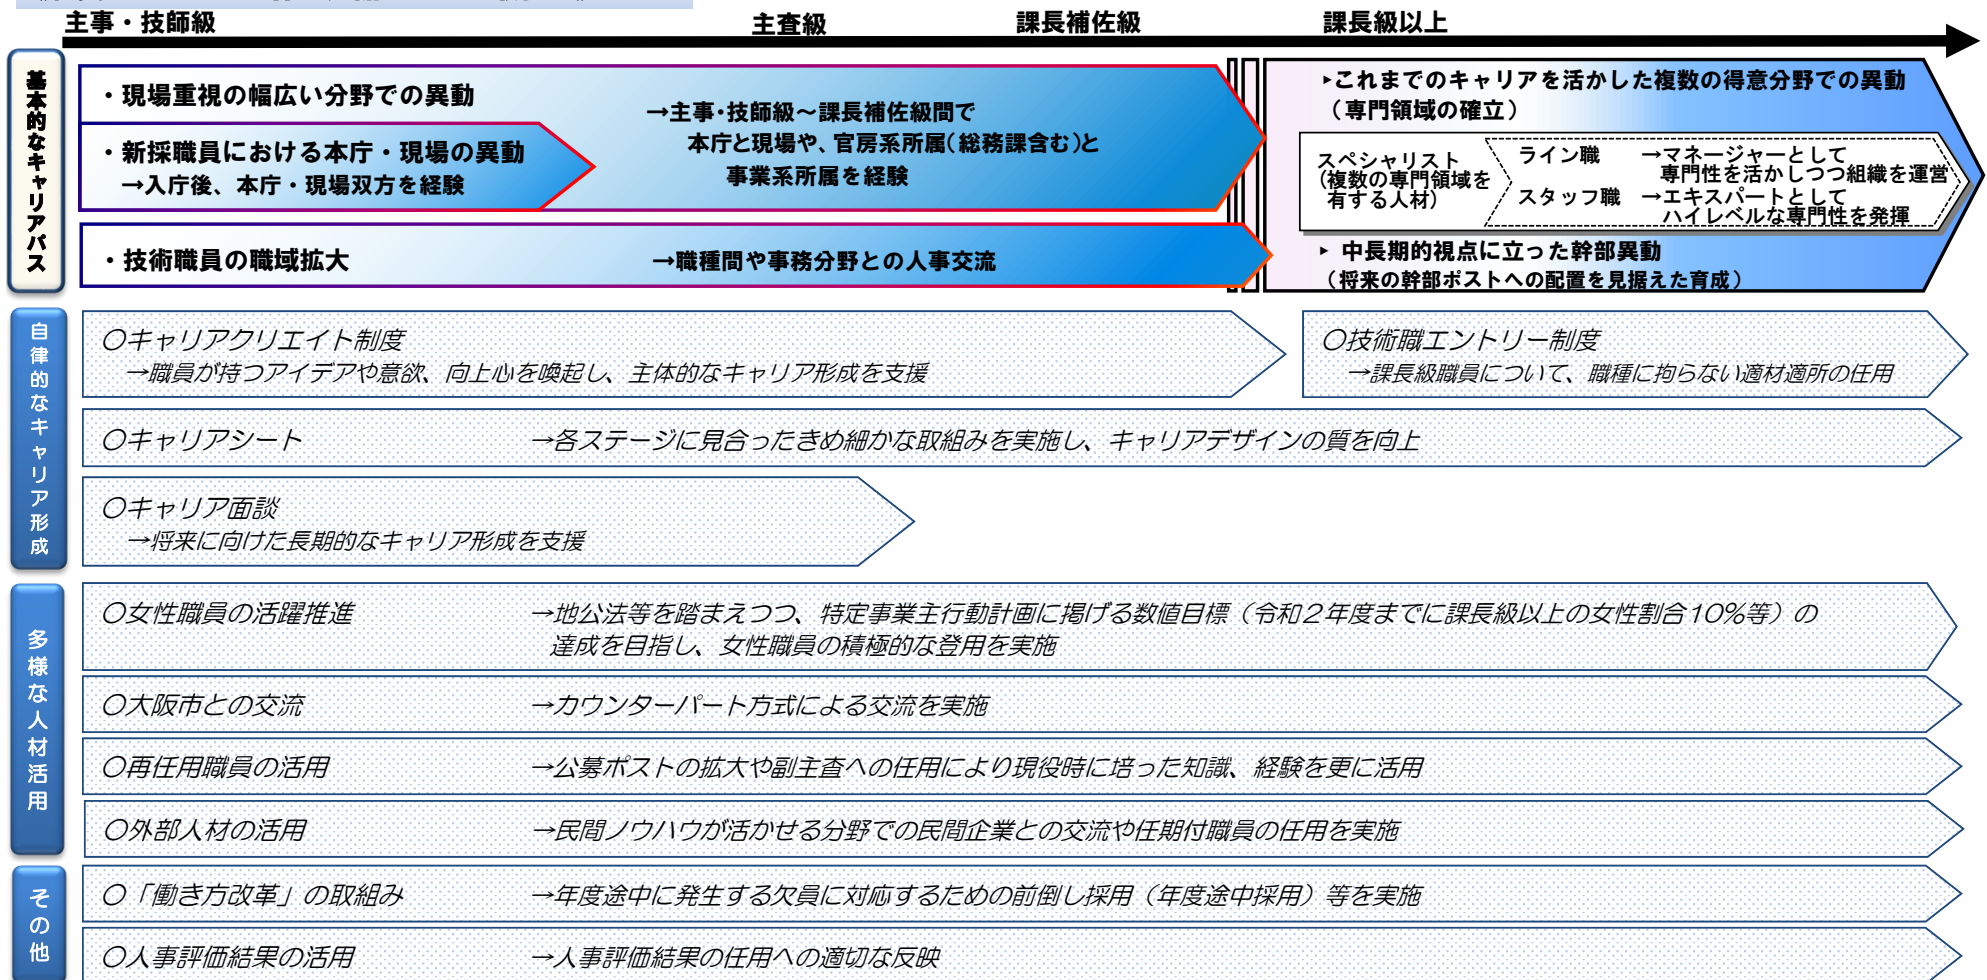 主事・技師級
主査級
課長補佐級
課長級以上
基本的なキャリアパス
・現場重視の幅広い分野での異動
・新採職員における本庁・現場の異動
→入庁後、本庁・現場双方を経験
→主事・技師級～課長補佐級間で
本庁と現場や、官房系所属(総務課含む)と
事業系所属を経験
・技術職員の職域拡大
→職種間や事務分野との人事交流
▸これまでのキャリアを活かした複数の得意分野での異動
（専門領域の確立）
スペシャリスト
(複数の専門領域を
有する人材)
ライン職
→マネージャーとして
専門性を活かしつつ組織を運営
スタッフ職
→エキスパートとして
ハイレベルな専門性を発揮
▸ 中長期的視点に立った幹部異動
（将来の幹部ポストへの配置を見据えた育成）
自律的なキャリア形成
〇キャリアクリエイト制度
→職員が持つアイデアや意欲、向上心を喚起し、主体的なキャリア形成を支援
〇技術職エントリー制度
→課長級職員について、職種に拘らない適材適所の任用
〇キャリアシート
→各ステージに見合ったきめ細かな取組みを実施し、キャリアデザインの質を向上
〇キャリア面談
→将来に向けた長期的なキャリア形成を支援
多様な人材活用
〇女性職員の活躍推進
→地公法等を踏まえつつ、特定事業主行動計画に掲げる数値目標（令和２年度までに課長級以上の女性割合10%等）の
達成を目指し、女性職員の積極的な登用を実施
〇大阪市との交流
→カウンターパート方式による交流を実施
〇再任用職員の活用
→公募ポストの拡大や副主査への任用により現役時に培った知識、経験を更に活用
〇外部人材の活用
→民間ノウハウが活かせる分野での民間企業との交流や任期付職員の任用を実施
その他
〇「働き方改革」の取組み
→年度途中に発生する欠員に対応するための前倒し採用（年度途中採用）等を実施
〇人事評価結果の活用
→人事評価結果の任用への適切な反映